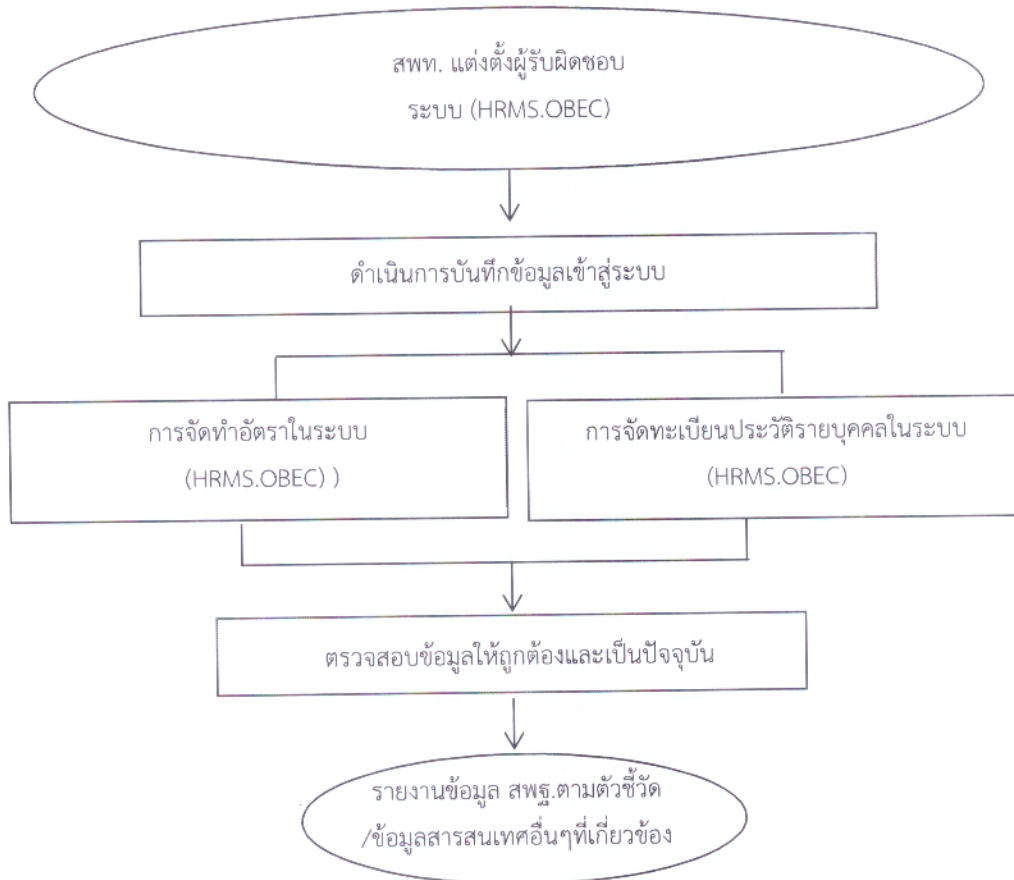 สพท. แต่งตั้งผู้รับผิดชอบ
ระบบ (HRMS.OBEC)
ดำเนินการบันทึกข้อมูลเข้าสู่ระบบ
การจัดทำอัตราในระบบ
(HRMS.OBEC) )
การจัดทะเบียนประวัติรายบุคคลในระบบ
(HRMS.OBEC)
ตรวจสอบข้อมูลให้ถูกต้องและเป็นปัจจุบัน
รายงานข้อมูล สพฐ.ตามตัวชี้วัด
/ข้อมูลสารสนเทศอื่นๆที่เกี่ยวข้อง